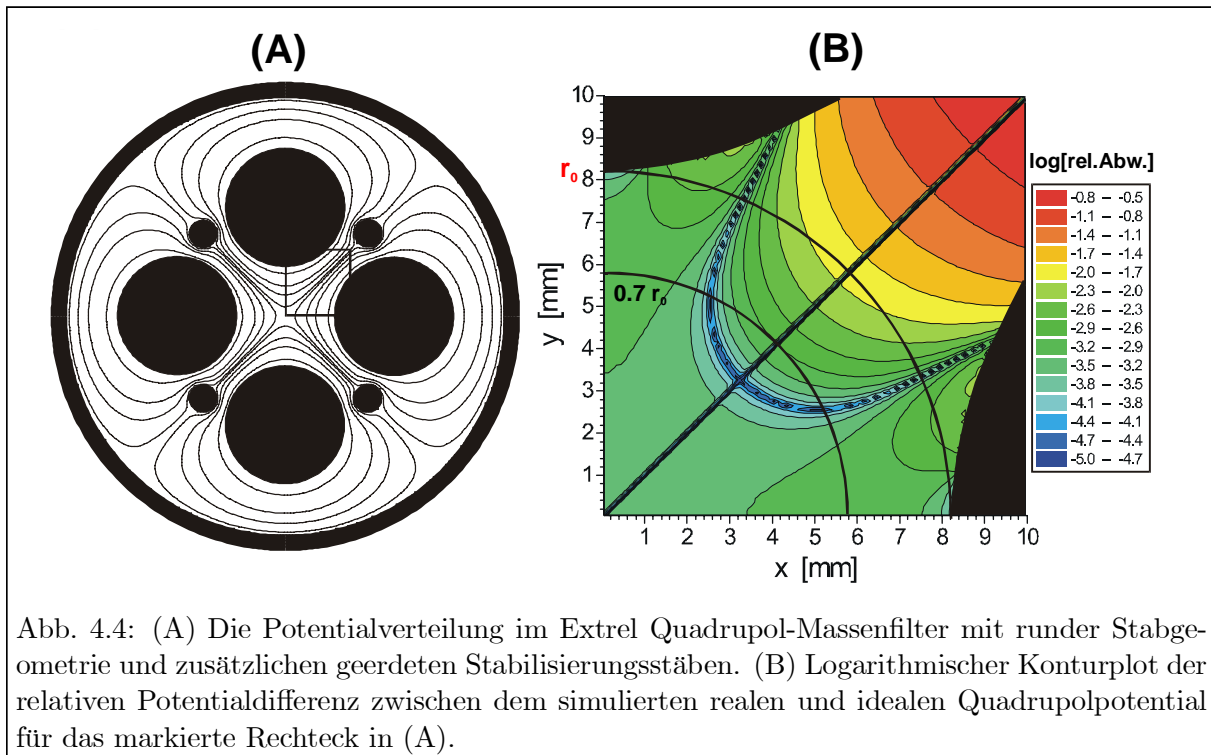 (A)
(B)
10
9
r₀ 8
7
6
0.7 r₀
5
4
3
2
1
y [mm]
1 2 3 4 5 6 7 8 9 10
x [mm]
log[rel.Abw.]
-0.8 – -0.5
-1.1 – -0.8
-1.4 – -1.1
-1.7 – -1.4
-2.0 – -1.7
-2.3 – -2.0
-2.6 – -2.3
-2.9 – -2.6
-3.2 – -2.9
-3.5 – -3.2
-3.8 – -3.5
-4.1 – -3.8
-4.4 – -4.1
-4.7 – -4.4
-5.0 – -4.7
Abb. 4.4: (A) Die Potentialverteilung im Extrel Quadrupol-Massenfilter mit runder Stabge-
ometrie und zusätzlichen geerdeten Stabilisierungsstäben. (B) Logarithmischer Konturplot der
relativen Potentialdifferenz zwischen dem simulierten realen und idealen Quadrupolpotential
für das markierte Rechteck in (A).